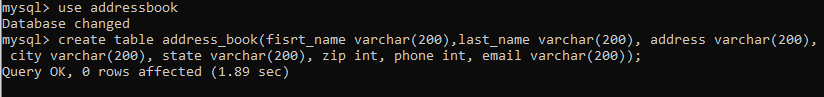 mysql> use addressbook
Database changed
mysql> create table address_book(fisrt_name varchar(200),last_name varchar(200), address varchar(200),
 city varchar(200), state varchar(200), zip int, phone int, email varchar(200));
Query OK, 0 rows affected (1.89 sec)